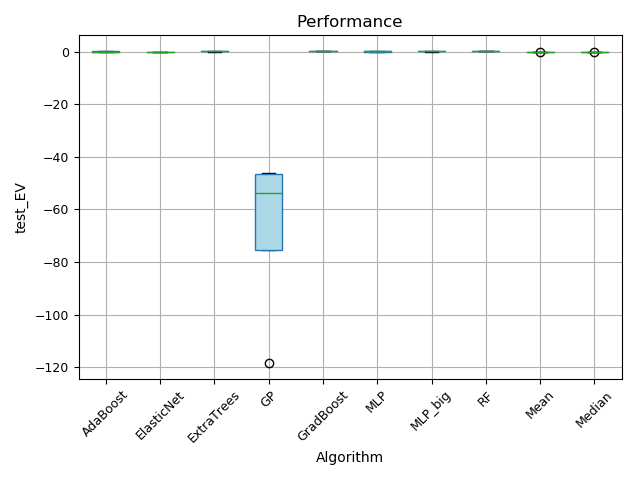 Performance
0
−20
−40
−60
−80
−100
−120
test_EV
AdaBoost
ElasticNet
ExtraTrees
GP
GradBoost
MLP
MLP_big
RF
Mean
Median
Algorithm